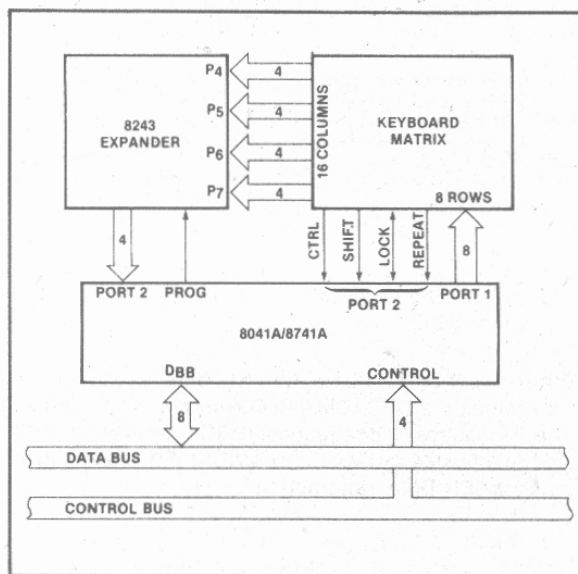 P4
4
8243
EXPANDER
P5
4
P6
4
P7
4
16 COLUMNS
KEYBOARD
MATRIX
8 ROWS
4
CTRL
SHIFT
LOCK
REPEAT
8
PORT 2
PROG
PORT 2
PORT 1
8041A/8741A
DBB
CONTROL
8
4
DATA BUS
CONTROL BUS